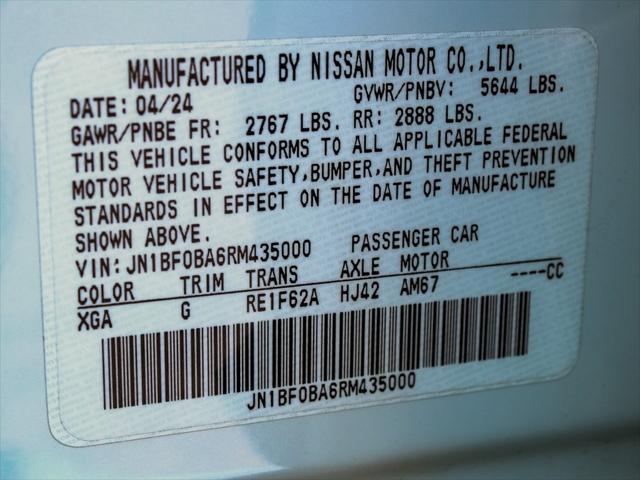 MANUFACTURED BY NISSAN MOTOR CO.,LTD.
DATE: 04/24 GVWR/PNBV: 5644 LBS.
GAWR/PNBE FR: 2767 LBS. RR: 2888 LBS.
THIS VEHICLE CONFORMS TO ALL APPLICABLE FEDERAL
MOTOR VEHICLE SAFETY,BUMPER,AND THEFT PREVENTION
STANDARDS IN EFFECT ON THE DATE OF MANUFACTURE
SHOWN ABOVE.
VIN:JN1BF0BA6RM435000 PASSENGER CAR
COLOR TRIM TRANS AXLE MOTOR
XGA G RE1F62A HJ42 AM67 ----CC
JN1BF0BA6RM435000